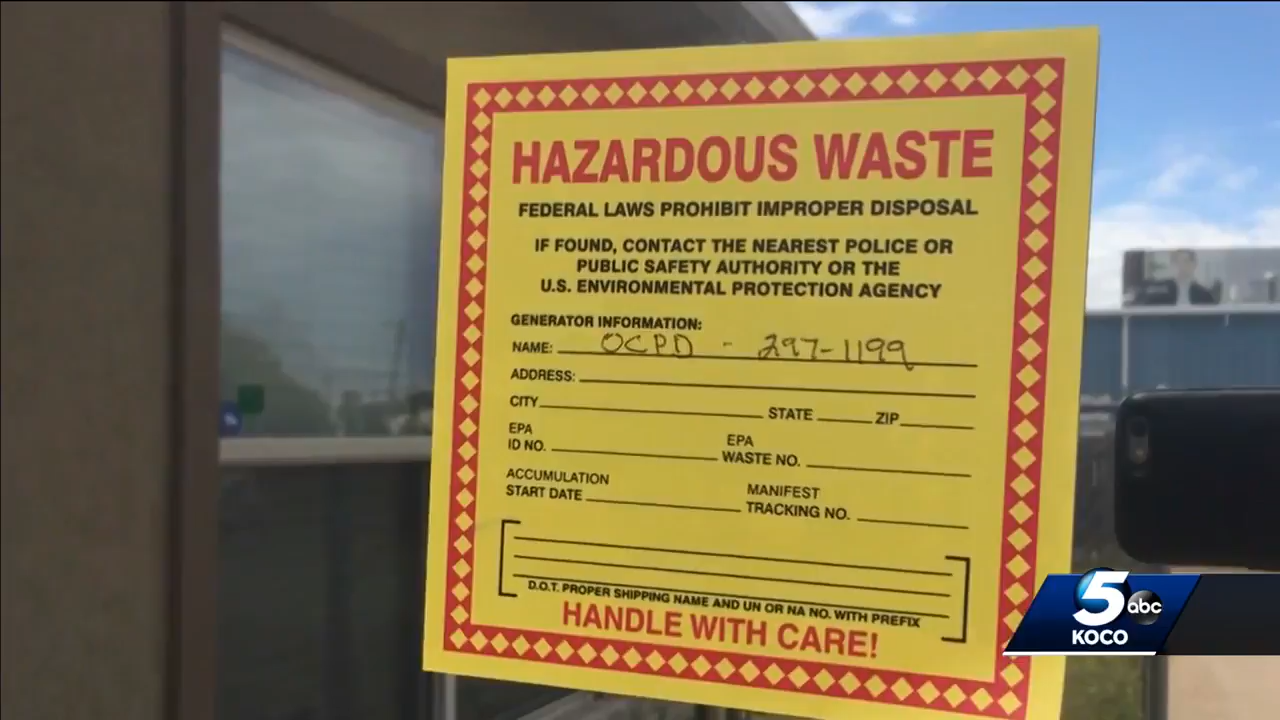 HAZARDOUS WASTE
FEDERAL LAWS PROHIBIT IMPROPER DISPOSAL
IF FOUND, CONTACT THE NEAREST POLICE OR
PUBLIC SAFETY AUTHORITY OR THE
U.S. ENVIRONMENTAL PROTECTION AGENCY
GENERATOR INFORMATION:
NAME: OCPD - 297-1199
ADDRESS:
CITY STATE ZIP
EPA EPA
ID NO. WASTE NO.
ACCUMULATION MANIFEST
START DATE TRACKING NO.
D.O.T. PROPER SHIPPING NAME AND UN OR NA NO. WITH PREFIX
HANDLE WITH CARE!
5 abc
KOCO